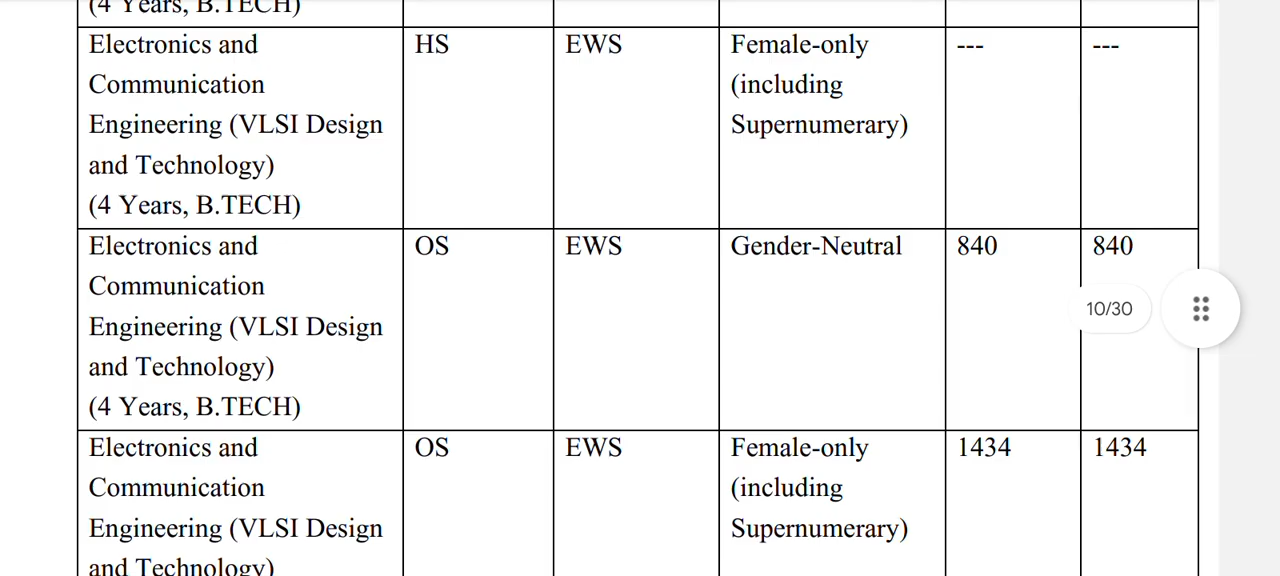 (4 Years, B.TECH)
Electronics and Communication Engineering (VLSI Design and Technology) (4 Years, B.TECH) HS EWS Female-only (including Supernumerary) --- ---
Electronics and Communication Engineering (VLSI Design and Technology) (4 Years, B.TECH) OS EWS Gender-Neutral 840 840
10/30
Electronics and Communication Engineering (VLSI Design and Technology) OS EWS Female-only (including Supernumerary) 1434 1434